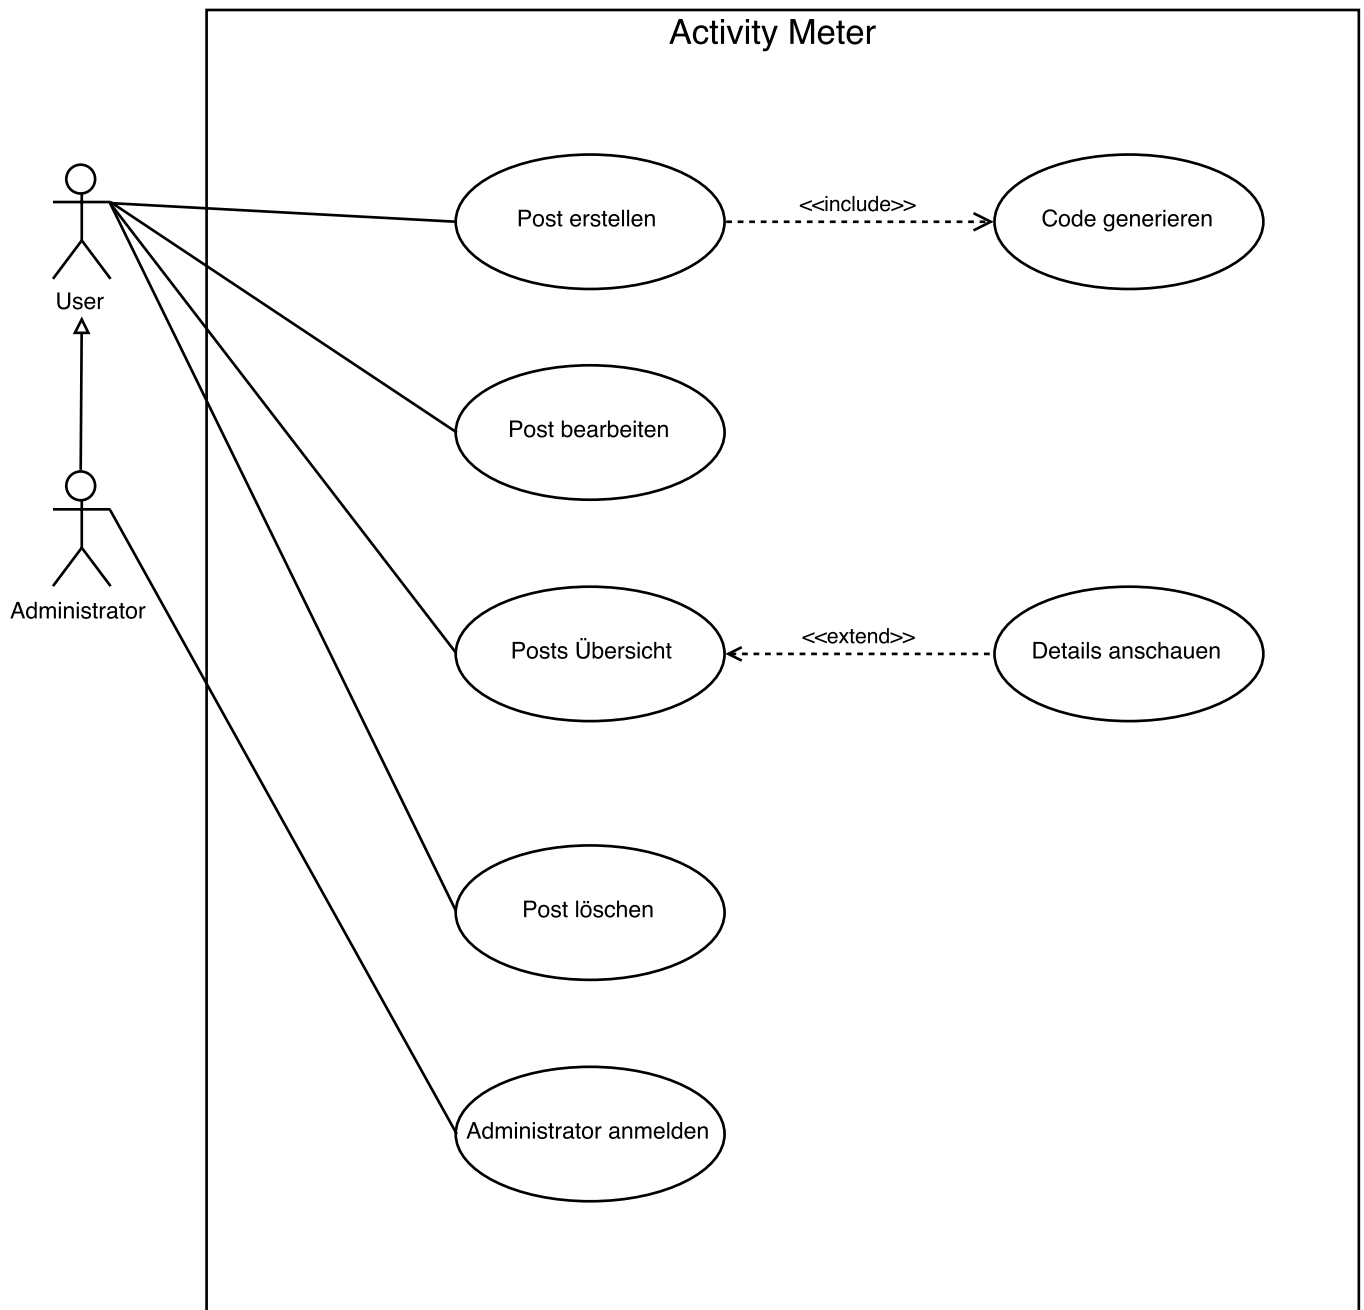 Activity Meter
Post erstellen
<<include>>
Code generieren
User
Post bearbeiten
Administrator
Posts Übersicht
<<extend>>
Details anschauen
Post löschen
Administrator anmelden